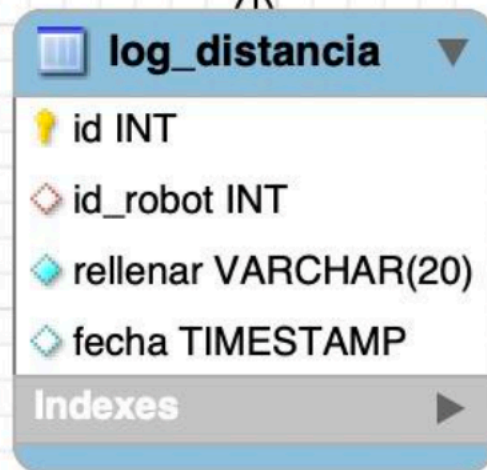 log_distancia
id INT
id_robot INT
rellenar VARCHAR(20)
fecha TIMESTAMP
Indexes